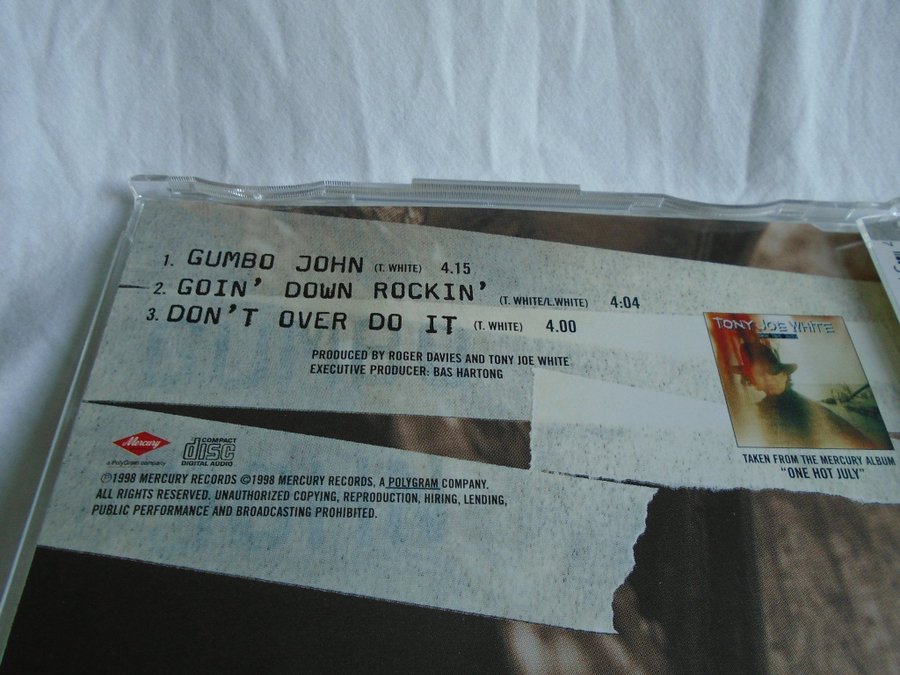 1. GUMBO JOHN (T. WHITE) 4.15
2. GOIN' DOWN ROCKIN' (T. WHITE/L.WHITE) 4:04
3. DON'T OVER DO IT (T. WHITE) 4.00
PRODUCED BY ROGER DAVIES AND TONY JOE WHITE
EXECUTIVE PRODUCER: BAS HARTONG
TONY JOE WHITE
TAKEN FROM THE MERCURY ALBUM
"ONE HOT JULY"
Mercury
a PolyGram company
COMPACT
disc
DIGITAL AUDIO
℗1998 MERCURY RECORDS ©1998 MERCURY RECORDS, A POLYGRAM COMPANY.
ALL RIGHTS RESERVED. UNAUTHORIZED COPYING, REPRODUCTION, HIRING, LENDING,
PUBLIC PERFORMANCE AND BROADCASTING PROHIBITED.